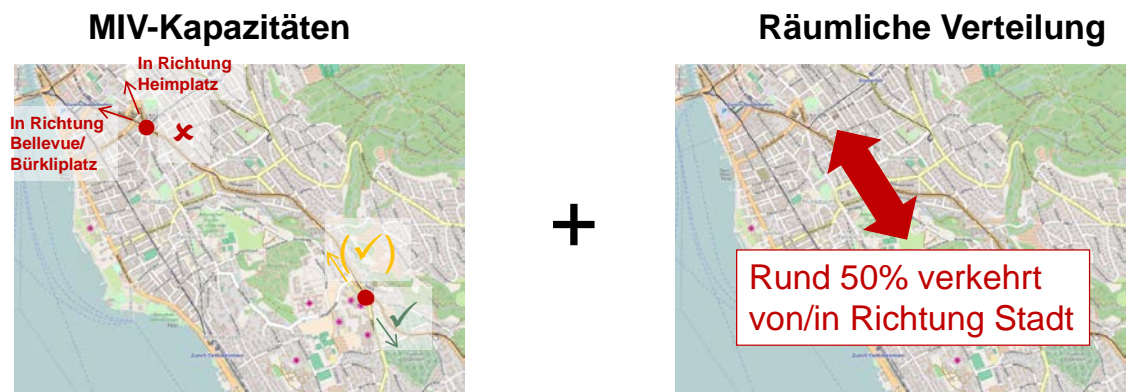 MIV-Kapazitäten
Räumliche Verteilung
In Richtung
Heimplatz
In Richtung
Bellevue/
Bürkliplatz
+
Rund 50% verkehrt
von/in Richtung Stadt